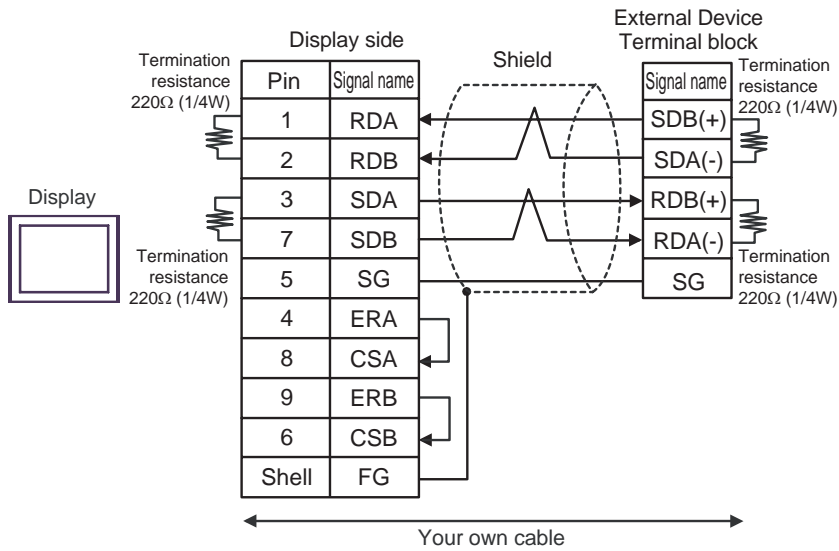 External Device
Display side
Terminal block
Shield
Termination
resistance
220Ω (1/4W)
Pin Signal name
Signal name
Termination
resistance
220Ω (1/4W)
1 RDA
SDB(+)
2 RDB
SDA(-)
Display
3 SDA
RDB(+)
7 SDB
RDA(-)
Termination
resistance
220Ω (1/4W)
5 SG
SG
Termination
resistance
220Ω (1/4W)
4 ERA
8 CSA
9 ERB
6 CSB
Shell FG
Your own cable